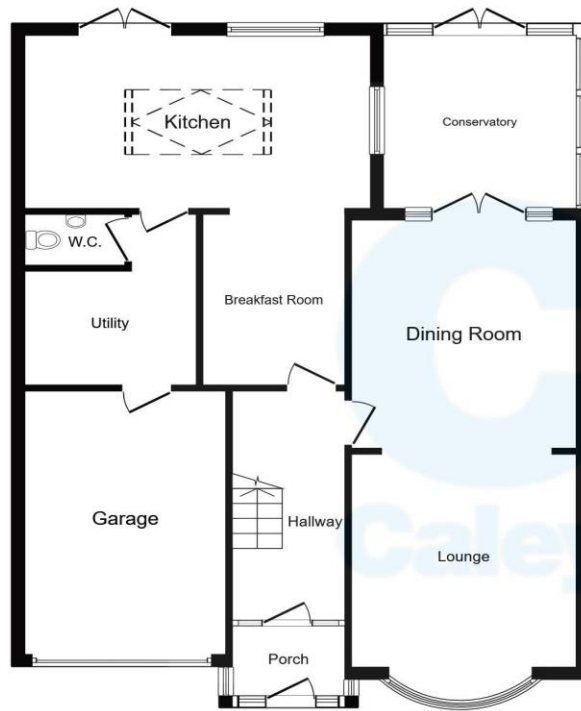 Kitchen
Conservatory
W.C.
Breakfast Room
Utility
Dining Room
Garage
Hallway
Lounge
Caley
Porch